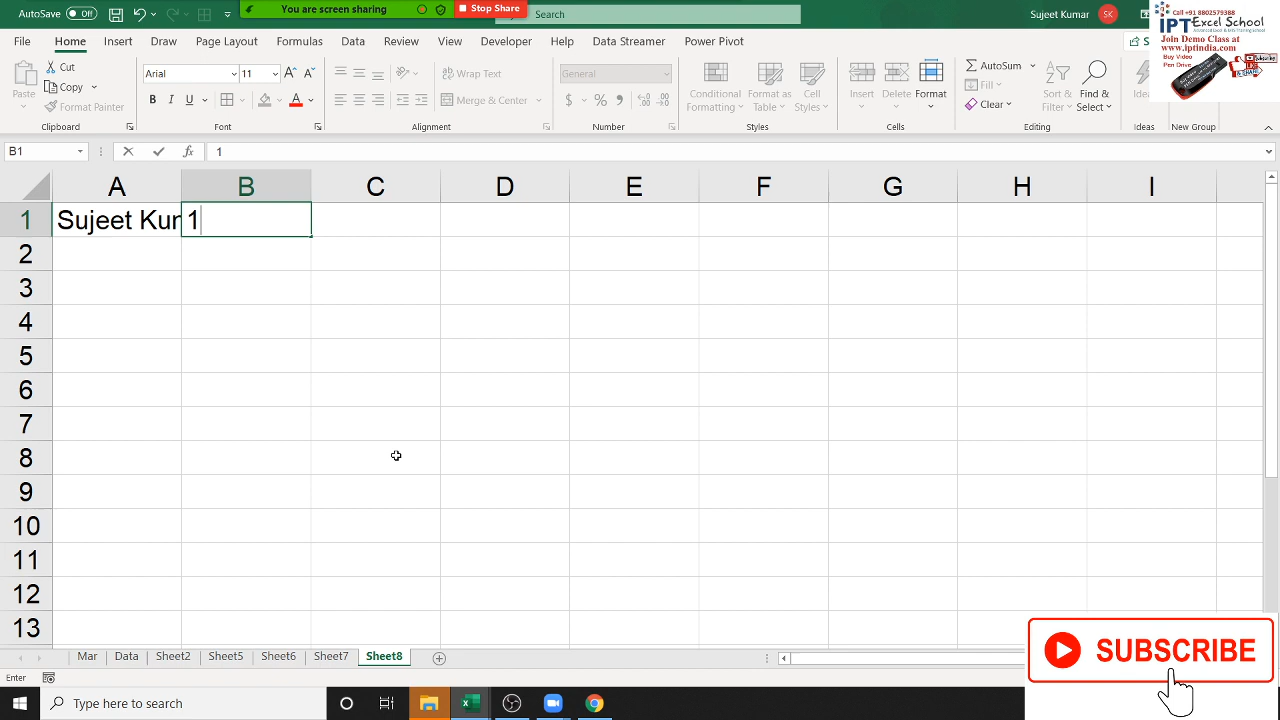 AutoSave Off
You are screen sharing
Stop Share
Search
Sujeet Kumar SK
Call +91 8802579388
IPT Excel School
Join Demo Class at
www.iptindia.com
Buy Video
Pen Drive
File Home Insert Draw Page Layout Formulas Data Review View Developer Help Data Streamer Power Pivot
Paste
Cut
Copy
Format Painter
Clipboard
Arial 11
B I U
Font
Wrap Text
Merge & Center
Alignment
General
$ % ,
Number
Conditional Formatting
Format as Table
Cell Styles
Styles
Insert Delete Format
Cells
AutoSum
Fill
Clear
Sort & Filter
Find & Select
Editing
Ideas
New Group
B1 fx 1
A B C D E F G H I
1 Sujeet Kur 1
2
3
4
5
6
7
8
9
10
11
12
13
Mar Data Sheet2 Sheet5 Sheet6 Sheet7 Sheet8
Enter
SUBSCRIBE
Type here to search